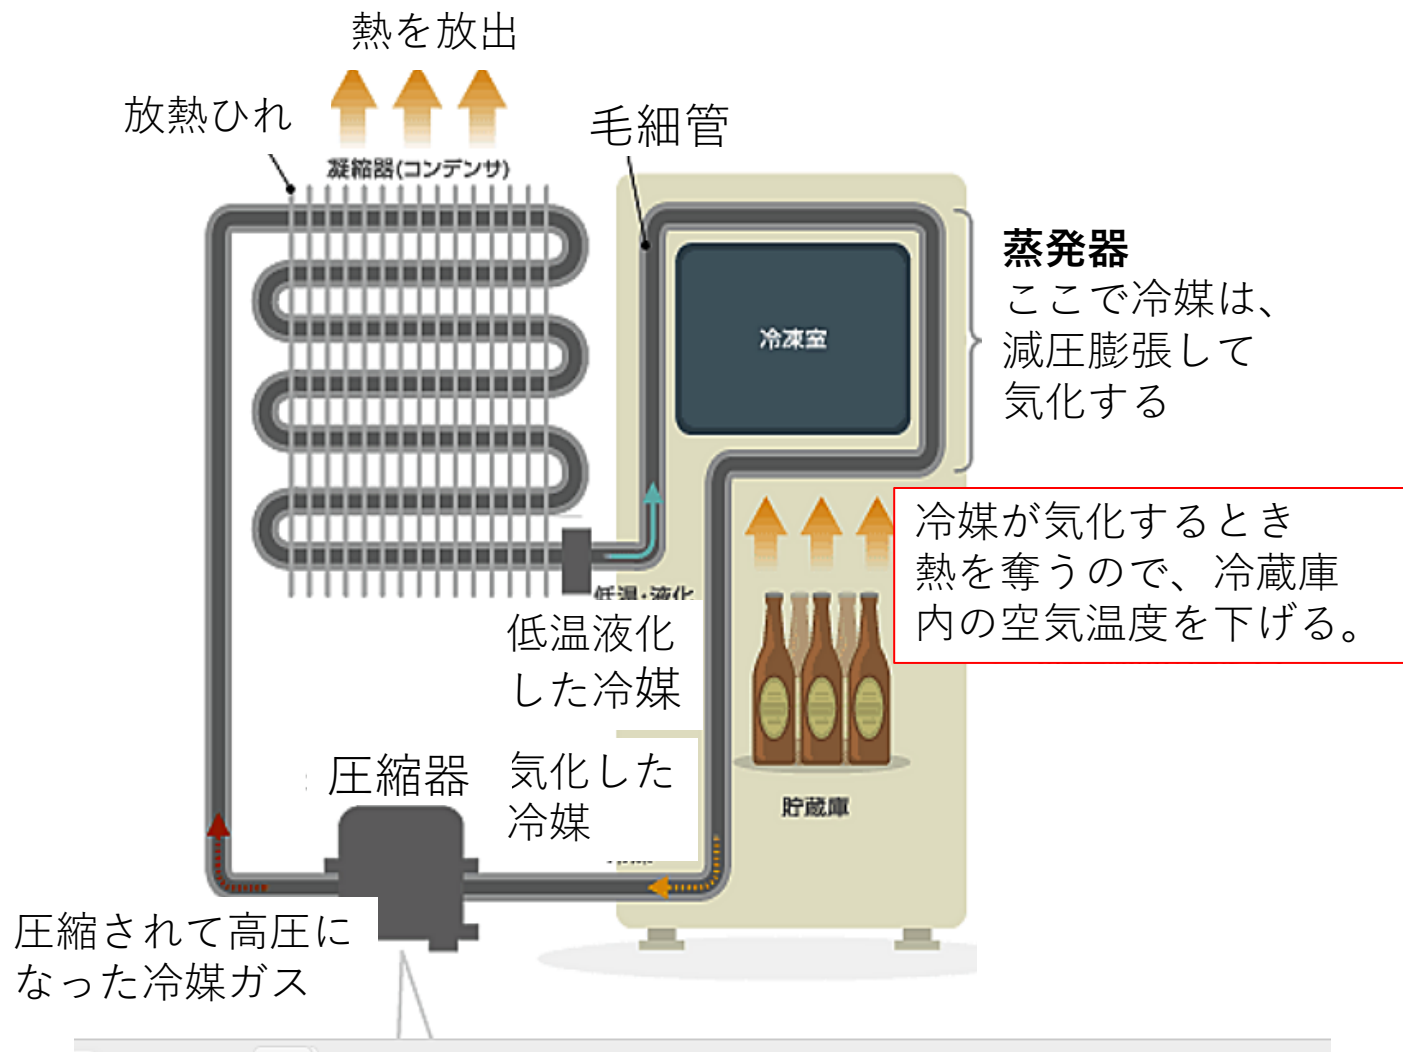 熱を放出
放熱ひれ
毛細管
凝縮器(コンデンサ)
蒸発器
ここで冷媒は、
減圧膨張して
気化する
冷凍室
冷媒が気化するとき
熱を奪うので、冷蔵庫
内の空気温度を下げる。
低温・液化
低温液化
した冷媒
圧縮器
気化した
冷媒
貯蔵庫
圧縮されて高圧に
なった冷媒ガス